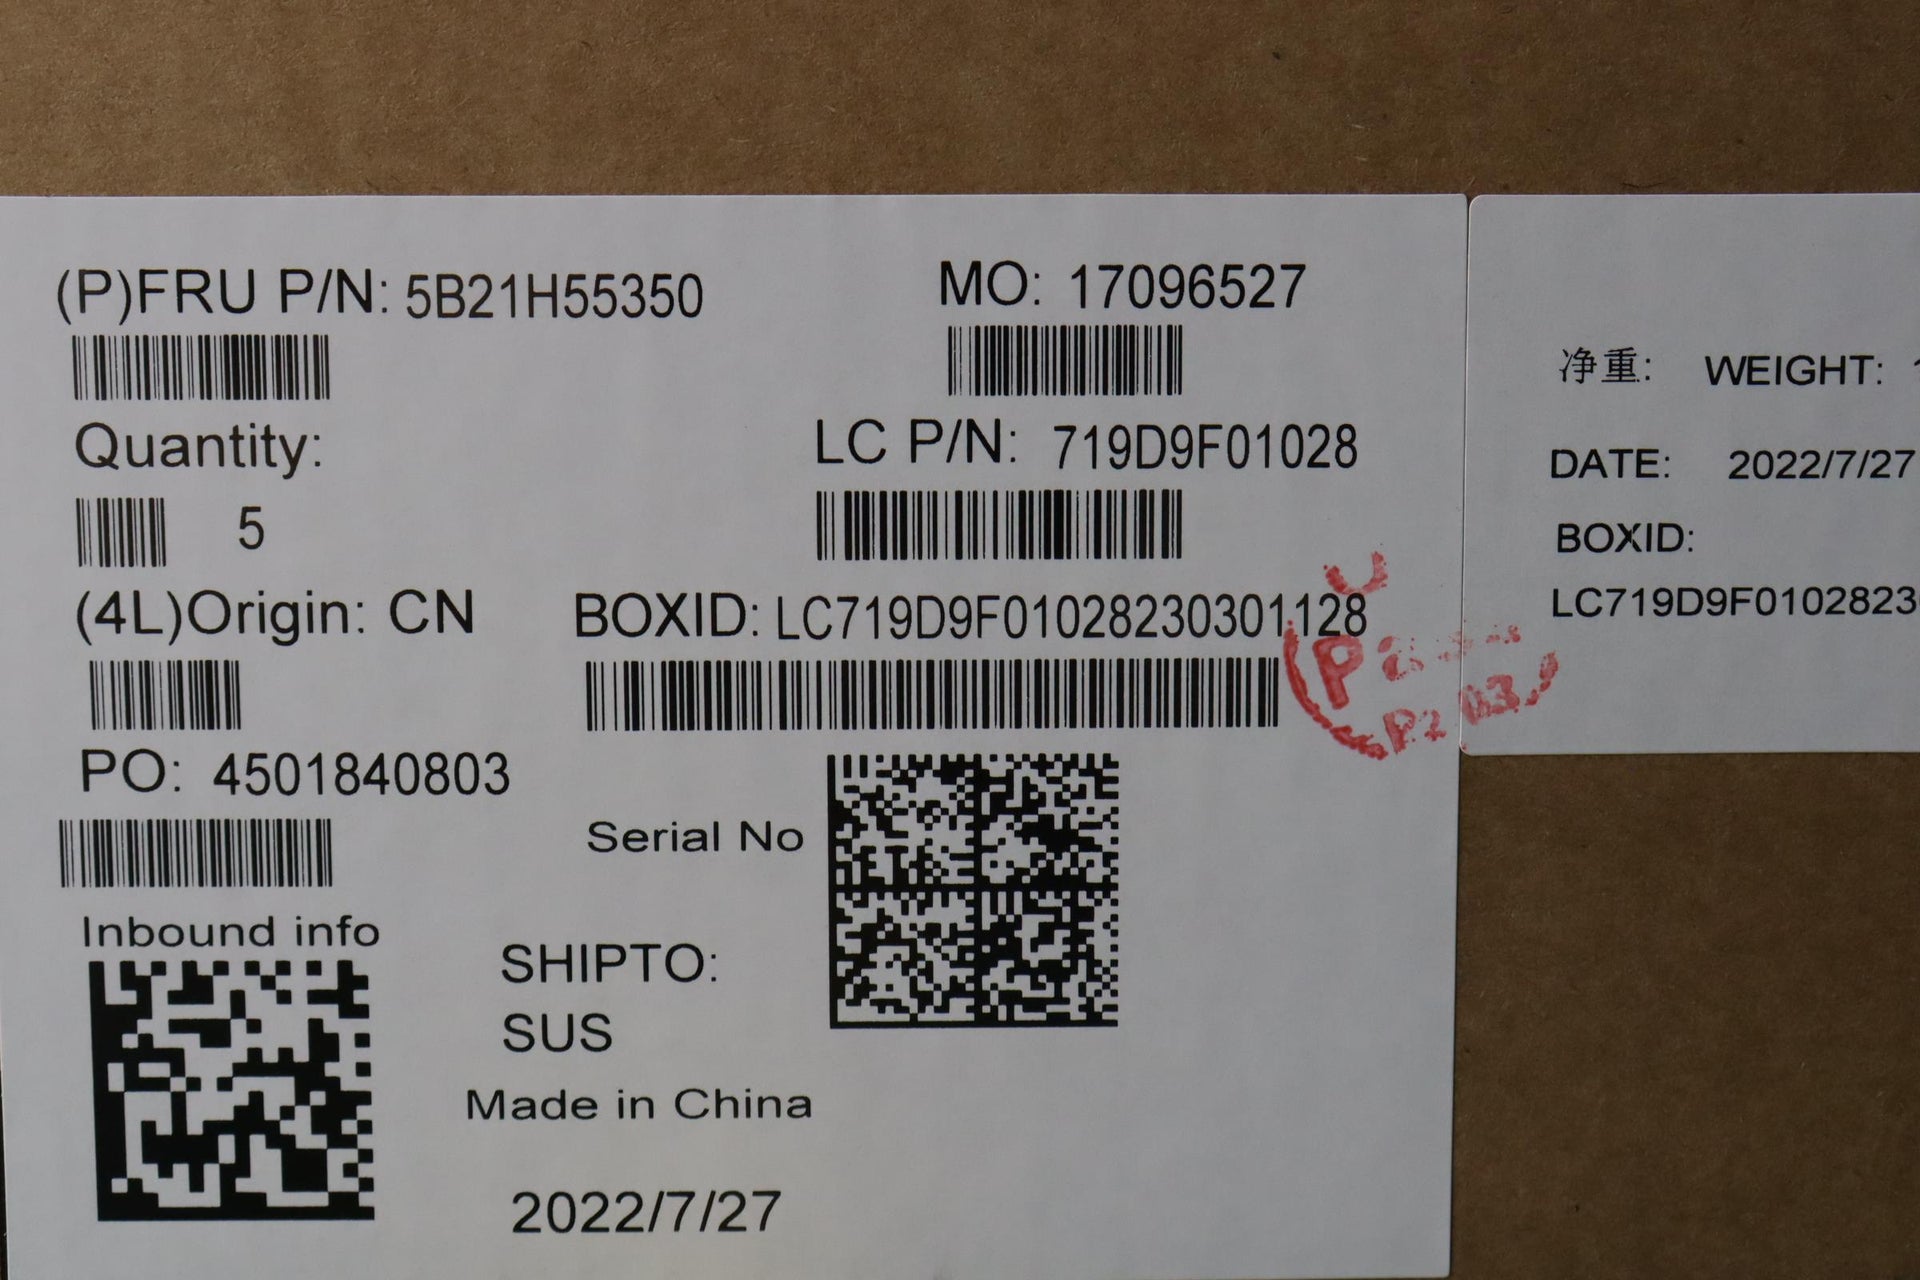 (P)FRU P/N: 5B21H55350
MO: 17096527
Quantity:
5
LC P/N: 719D9F01028
(4L)Origin: CN
BOXID: LC719D9F01028230301128
PO: 4501840803
Serial No
Inbound info
SHIPTO:
SUS
Made in China
2022/7/27
净重: WEIGHT:
DATE: 2022/7/27
BOXID:
LC719D9F0102823